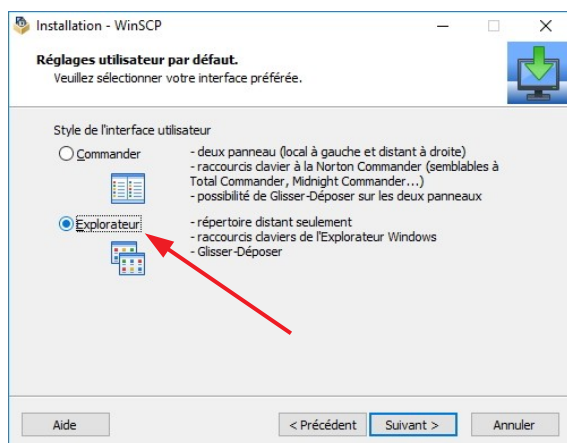 Installation - WinSCP
Réglages utilisateur par défaut.
Veuillez sélectionner votre interface préférée.
Style de l'interface utilisateur
Commander
- deux panneau (local à gauche et distant à droite)
- raccourcis clavier à la Norton Commander (semblables à
Total Commander, Midnight Commander...)
- possibilité de Glisser-Déposer sur les deux panneaux
Explorateur
- répertoire distant seulement
- raccourcis claviers de l'Explorateur Windows
- Glisser-Déposer
Aide
< Précédent
Suivant >
Annuler